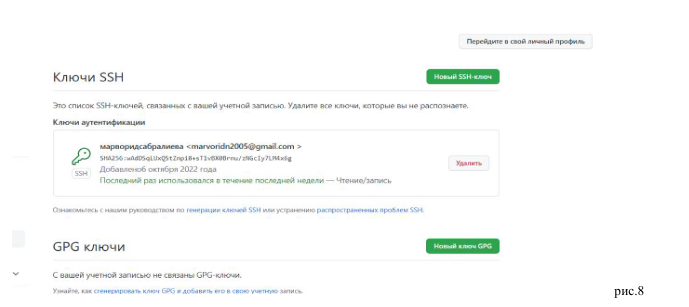 Перейдите в свой личный профиль
Ключи SSH
Новый SSH-ключ
Это список SSH-ключей, связанных с вашей учетной записью. Удалите все ключи, которые вы не распознаете.
Ключи аутентификации
марворидсабралиева <marvoridn2005@gmail.com >
SSH
Добавлено6 октября 2022 года
Последний раз использовался в течение последней недели — Чтение/запись
Удалить
Ознакомьтесь с нашим руководством по генерации ключей SSH или устранению распространенных проблем SSH.
GPG ключи
Новый ключ GPG
С вашей учетной записью не связаны GPG-ключи.
Узнайте, как сгенерировать ключ GPG и добавить его в свою учетную запись.
рис.8